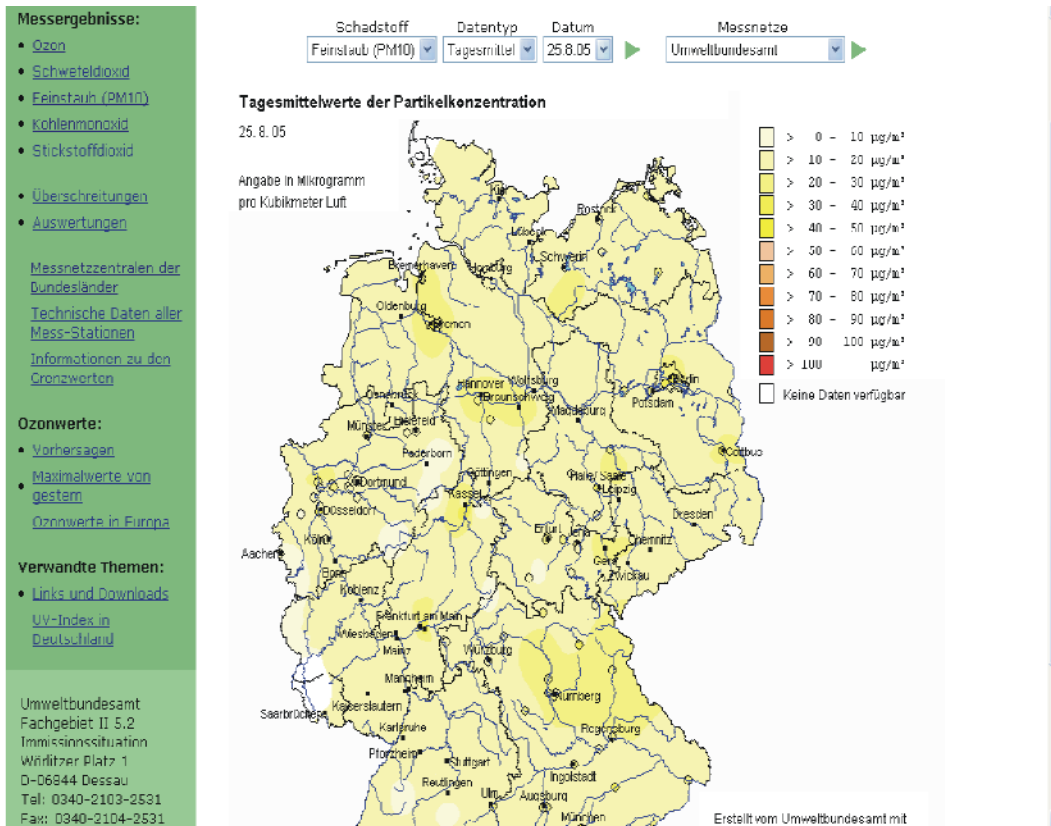 Messergebnisse:
Ozon
Schwefeldioxid
Feinstaub (PM10)
Kohlenmonoxid
Stickstoffdioxid
Überschreitungen
Auswertungen
Messnetzzentralen der
Bundesländer
Technische Daten aller
Mess-Stationen
Informationen zu den
Grenzwerten
Ozonwerte:
Vorhersagen
Maximalwerte von
gestern
Ozonwerte in Europa
Verwandte Themen:
Links und Downloads
UV-Index in
Deutschland
Umweltbundesamt
Fachgebiet II 5.2
Immissionssituation
Wörlitzer Platz 1
D-06844 Dessau
Tel: 0340-2103-2531
Fax: 0340-2104-2531
Schadstoff Datentyp Datum Messnetze
Feinstaub (PM10) Tagesmittel 25.8.05 Umweltbundesamt
Tagesmittelwerte der Partikelkonzentration
25.8.05
Angabe in Mikrogramm
pro Kubikmeter Luft
> 0 - 10 µg/m³
> 10 - 20 µg/m³
> 20 - 30 µg/m³
> 30 - 40 µg/m³
> 40 - 50 µg/m³
> 50 - 60 µg/m³
> 60 - 70 µg/m³
> 70 - 80 µg/m³
> 80 - 90 µg/m³
> 90 100 µg/m³
> 100 µg/m³
Keine Daten verfügbar
Kiel
Rostock
Lübeck
Schwerin
Bremerhaven
Hamburg
Oldenburg
Bremen
Hannover
Wolfsburg
Berlin
Osnabrück
Braunschweig
Potsdam
Magdeburg
Münster
Bielefeld
Paderborn
Cottbus
Göttingen
Halle/Saale
Dortmund
Kassel
Leipzig
Düsseldorf
Dresden
Erfurt
Jena
Köln
Chemnitz
Aachen
Gera
Bonn
Zwickau
Koblenz
Frankfurt am Main
Wiesbaden
Mainz
Würzburg
Mannheim
Nürnberg
Kaiserslautern
Saarbrücken
Karlsruhe
Regensburg
Pforzheim
Stuttgart
Ingolstadt
Reutlingen
Ulm
Augsburg
München
Erstellt vom Umweltbundesamt mit